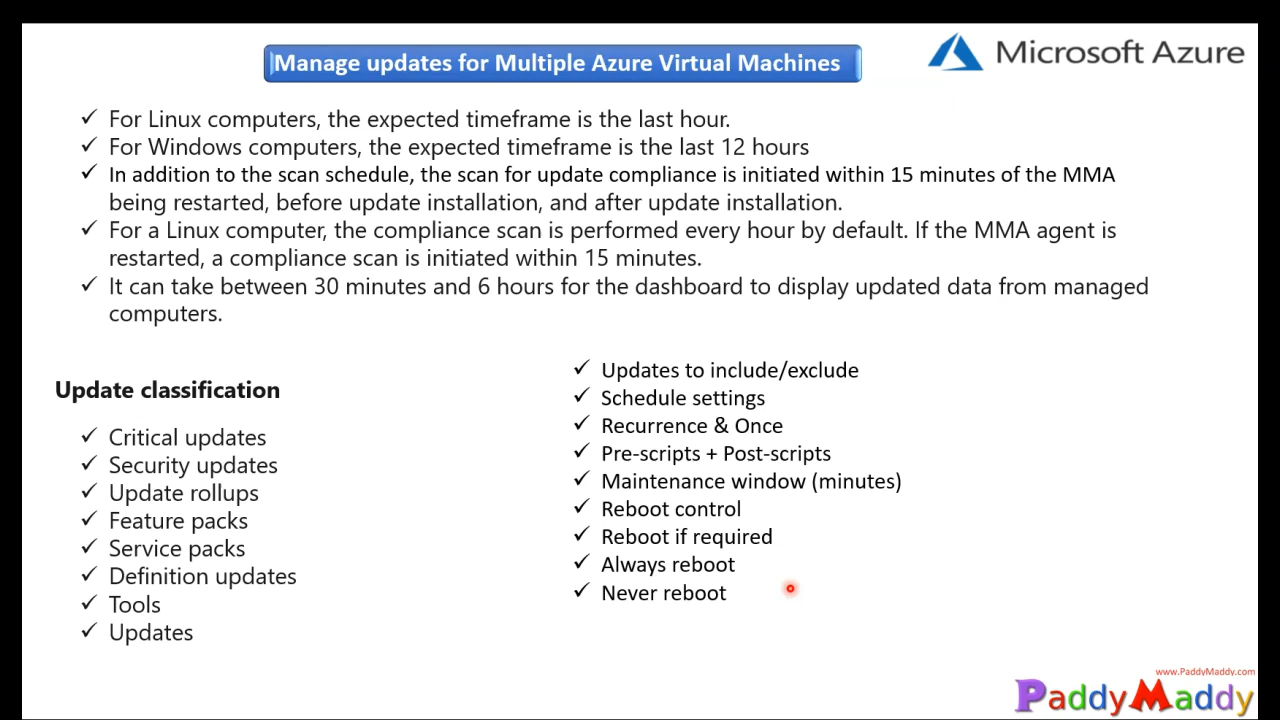 Manage updates for Multiple Azure Virtual Machines
Microsoft Azure
✓ For Linux computers, the expected timeframe is the last hour.
✓ For Windows computers, the expected timeframe is the last 12 hours
✓ In addition to the scan schedule, the scan for update compliance is initiated within 15 minutes of the MMA
being restarted, before update installation, and after update installation.
✓ For a Linux computer, the compliance scan is performed every hour by default. If the MMA agent is
restarted, a compliance scan is initiated within 15 minutes.
✓ It can take between 30 minutes and 6 hours for the dashboard to display updated data from managed
computers.
Update classification
✓ Critical updates
✓ Security updates
✓ Update rollups
✓ Feature packs
✓ Service packs
✓ Definition updates
✓ Tools
✓ Updates
✓ Updates to include/exclude
✓ Schedule settings
✓ Recurrence & Once
✓ Pre-scripts + Post-scripts
✓ Maintenance window (minutes)
✓ Reboot control
✓ Reboot if required
✓ Always reboot
✓ Never reboot
www.PaddyMaddy.com
PaddyMaddy